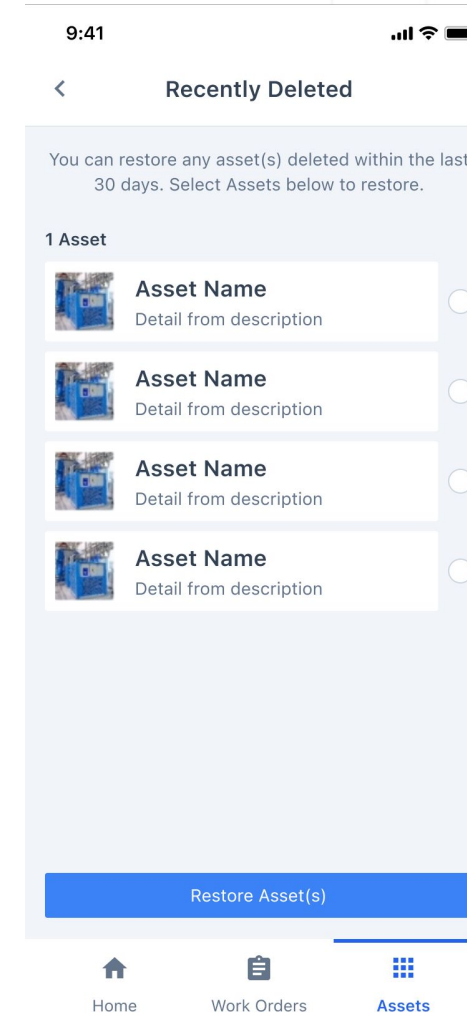 9:41
Recently Deleted
You can restore any asset(s) deleted within the last
30 days. Select Assets below to restore.
1 Asset
Asset Name
Detail from description
Asset Name
Detail from description
Asset Name
Detail from description
Asset Name
Detail from description
Restore Asset(s)
Home
Work Orders
Assets